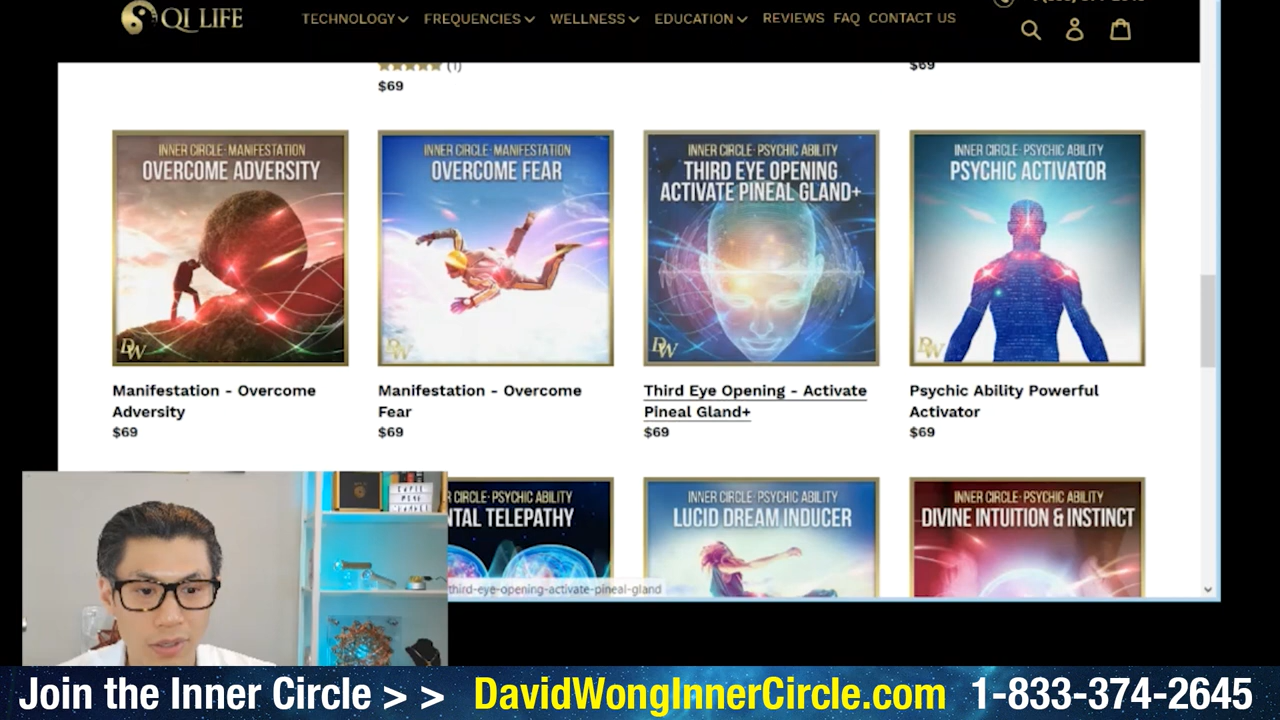 QI LIFE
TECHNOLOGY FREQUENCIES WELLNESS EDUCATION REVIEWS FAQ CONTACT US
(1)
$69
$69
INNER CIRCLE · MANIFESTATION
OVERCOME ADVERSITY
DW
Manifestation - Overcome
Adversity
$69
INNER CIRCLE · MANIFESTATION
OVERCOME FEAR
DW
Manifestation - Overcome
Fear
$69
INNER CIRCLE · PSYCHIC ABILITY
THIRD EYE OPENING
ACTIVATE PINEAL GLAND+
DW
Third Eye Opening - Activate
Pineal Gland+
$69
INNER CIRCLE · PSYCHIC ABILITY
PSYCHIC ACTIVATOR
DW
Psychic Ability Powerful
Activator
$69
CIRCLE · PSYCHIC ABILITY
TELEPATHY
INNER CIRCLE · PSYCHIC ABILITY
LUCID DREAM INDUCER
INNER CIRCLE · PSYCHIC ABILITY
DIVINE INTUITION & INSTINCT
third-eye-opening-activate-pineal-gland
Join the Inner Circle > > DavidWongInnerCircle.com 1-833-374-2645